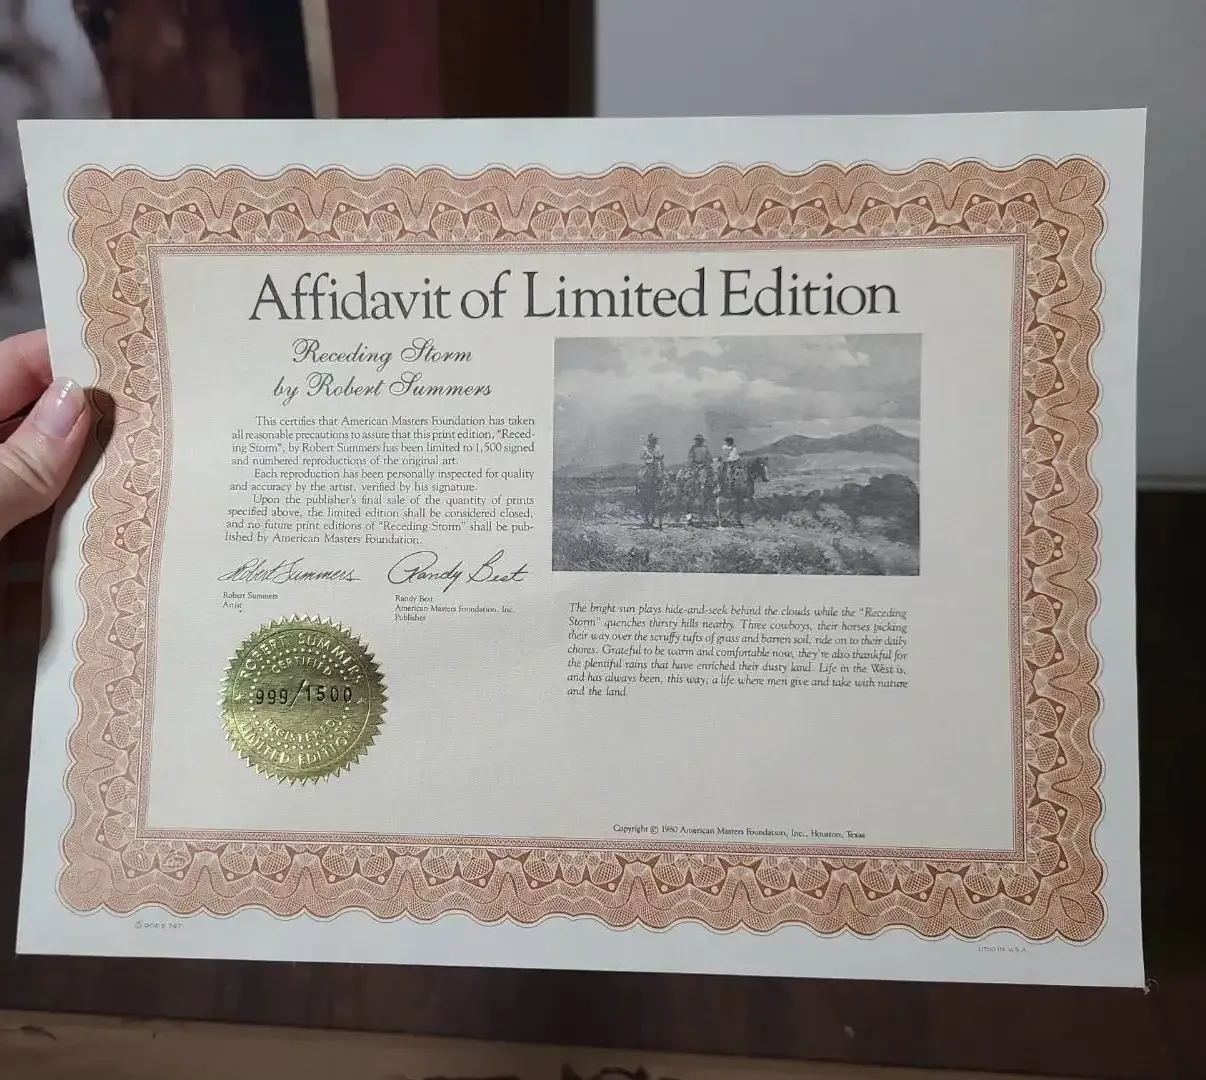 Affidavit of Limited Edition
Receding Storm
by Robert Summers
This certifies that American Masters Foundation has taken
all reasonable precautions to assure that this print edition, "Reced-
ing Storm", by Robert Summers has been limited to 1,500 signed
and numbered reproductions of the original art.
Each reproduction has been personally inspected for quality
and accuracy by the artist, verified by his signature.
Upon the publisher's final sale of the quantity of prints
specified above, the limited edition shall be considered closed,
and no future print editions of "Receding Storm" shall be pub-
lished by American Masters Foundation.
Robert Summers
Robert Summers
Artist
Randy Best
Randy Best
American Masters Foundation, Inc.
Publisher
ROBERT SUMMERS
CERTIFIED
999/1500
REGISTERED
LIMITED EDITION
The bright sun plays hide-and-seek behind the clouds while the "Receding
Storm" quenches thirsty hills nearby. Three cowboys, their horses picking
their way over the scruffy tufts of grass and barren soil, ride on to their daily
chores. Grateful to be warm and comfortable now, they're also thankful for
the plentiful rains that have enriched their dusty land. Life in the West is,
and has always been, this way; a life where men give and take with nature
and the land.
Copyright © 1980 American Masters Foundation, Inc., Houston, Texas
© GOES 747
LITHO IN U.S.A.